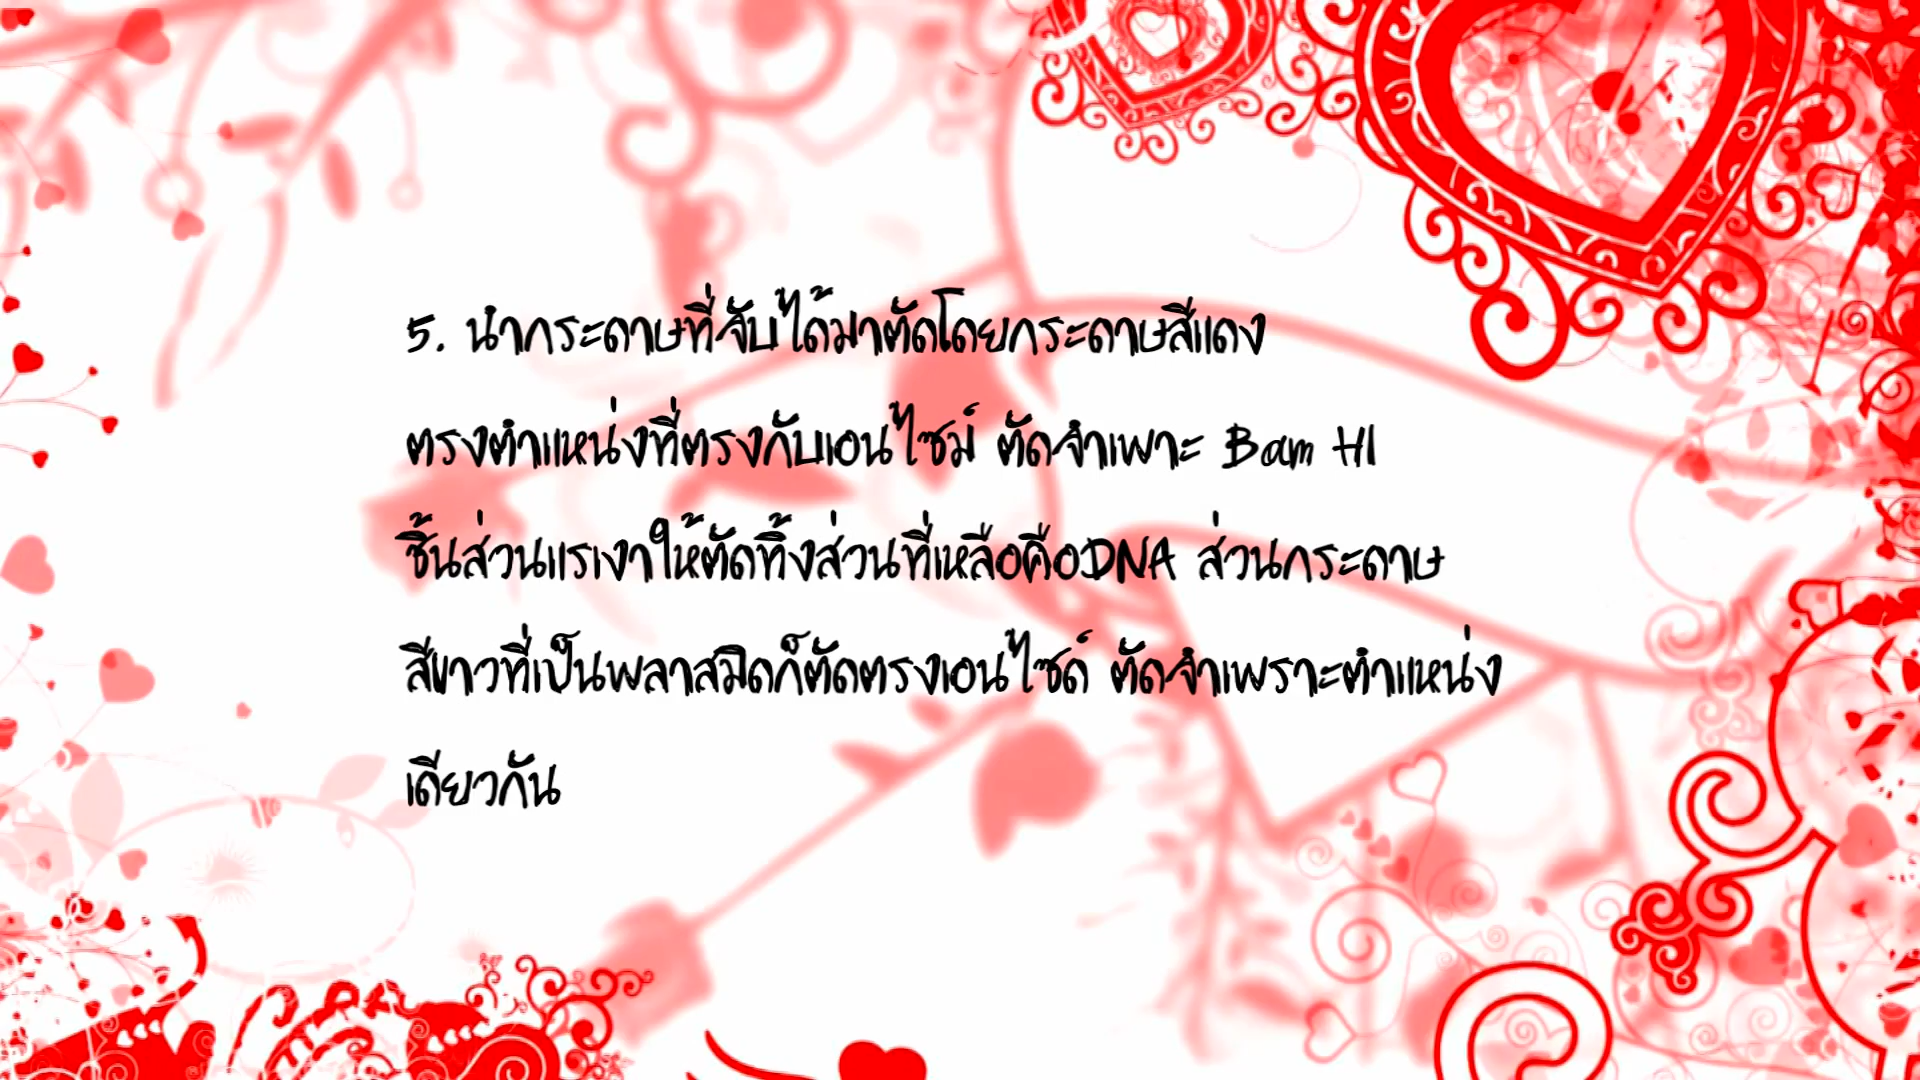 5. นำกระดาษที่จับได้มาตัดโดยกระดาษสีแดง
ตรงตำแหน่งที่ตรงกับเอนไซม์ ตัดจำเพาะ Bam HI
ชิ้นส่วนแรเงาให้ตัดทิ้งส่วนที่เหลือคือDNA ส่วนกระดาษ
สีขาวที่เป็นพลาสมิดก็ตัดตรงเอนไซด์ ตัดจำเพราะตำแหน่ง
เดียวกัน